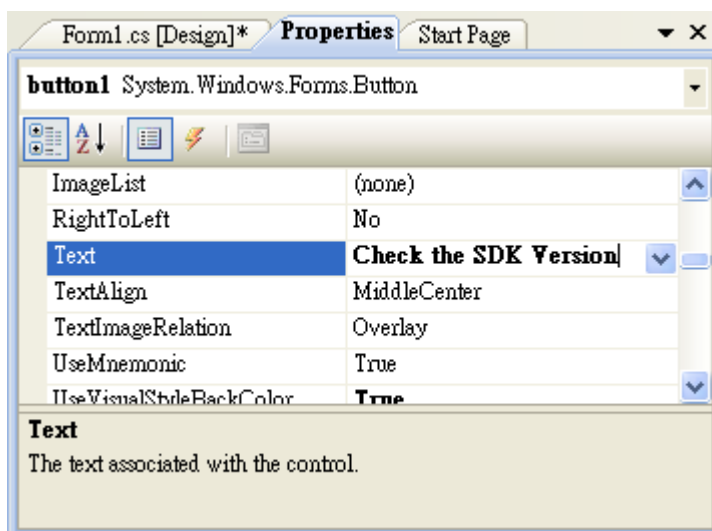 Form1.cs [Design]* Properties Start Page
button1 System.Windows.Forms.Button
ImageList (none)
RightToLeft No
Text Check the SDK Version
TextAlign MiddleCenter
TextImageRelation Overlay
UseMnemonic True
UseVisualStyleBackColor True
Text
The text associated with the control.